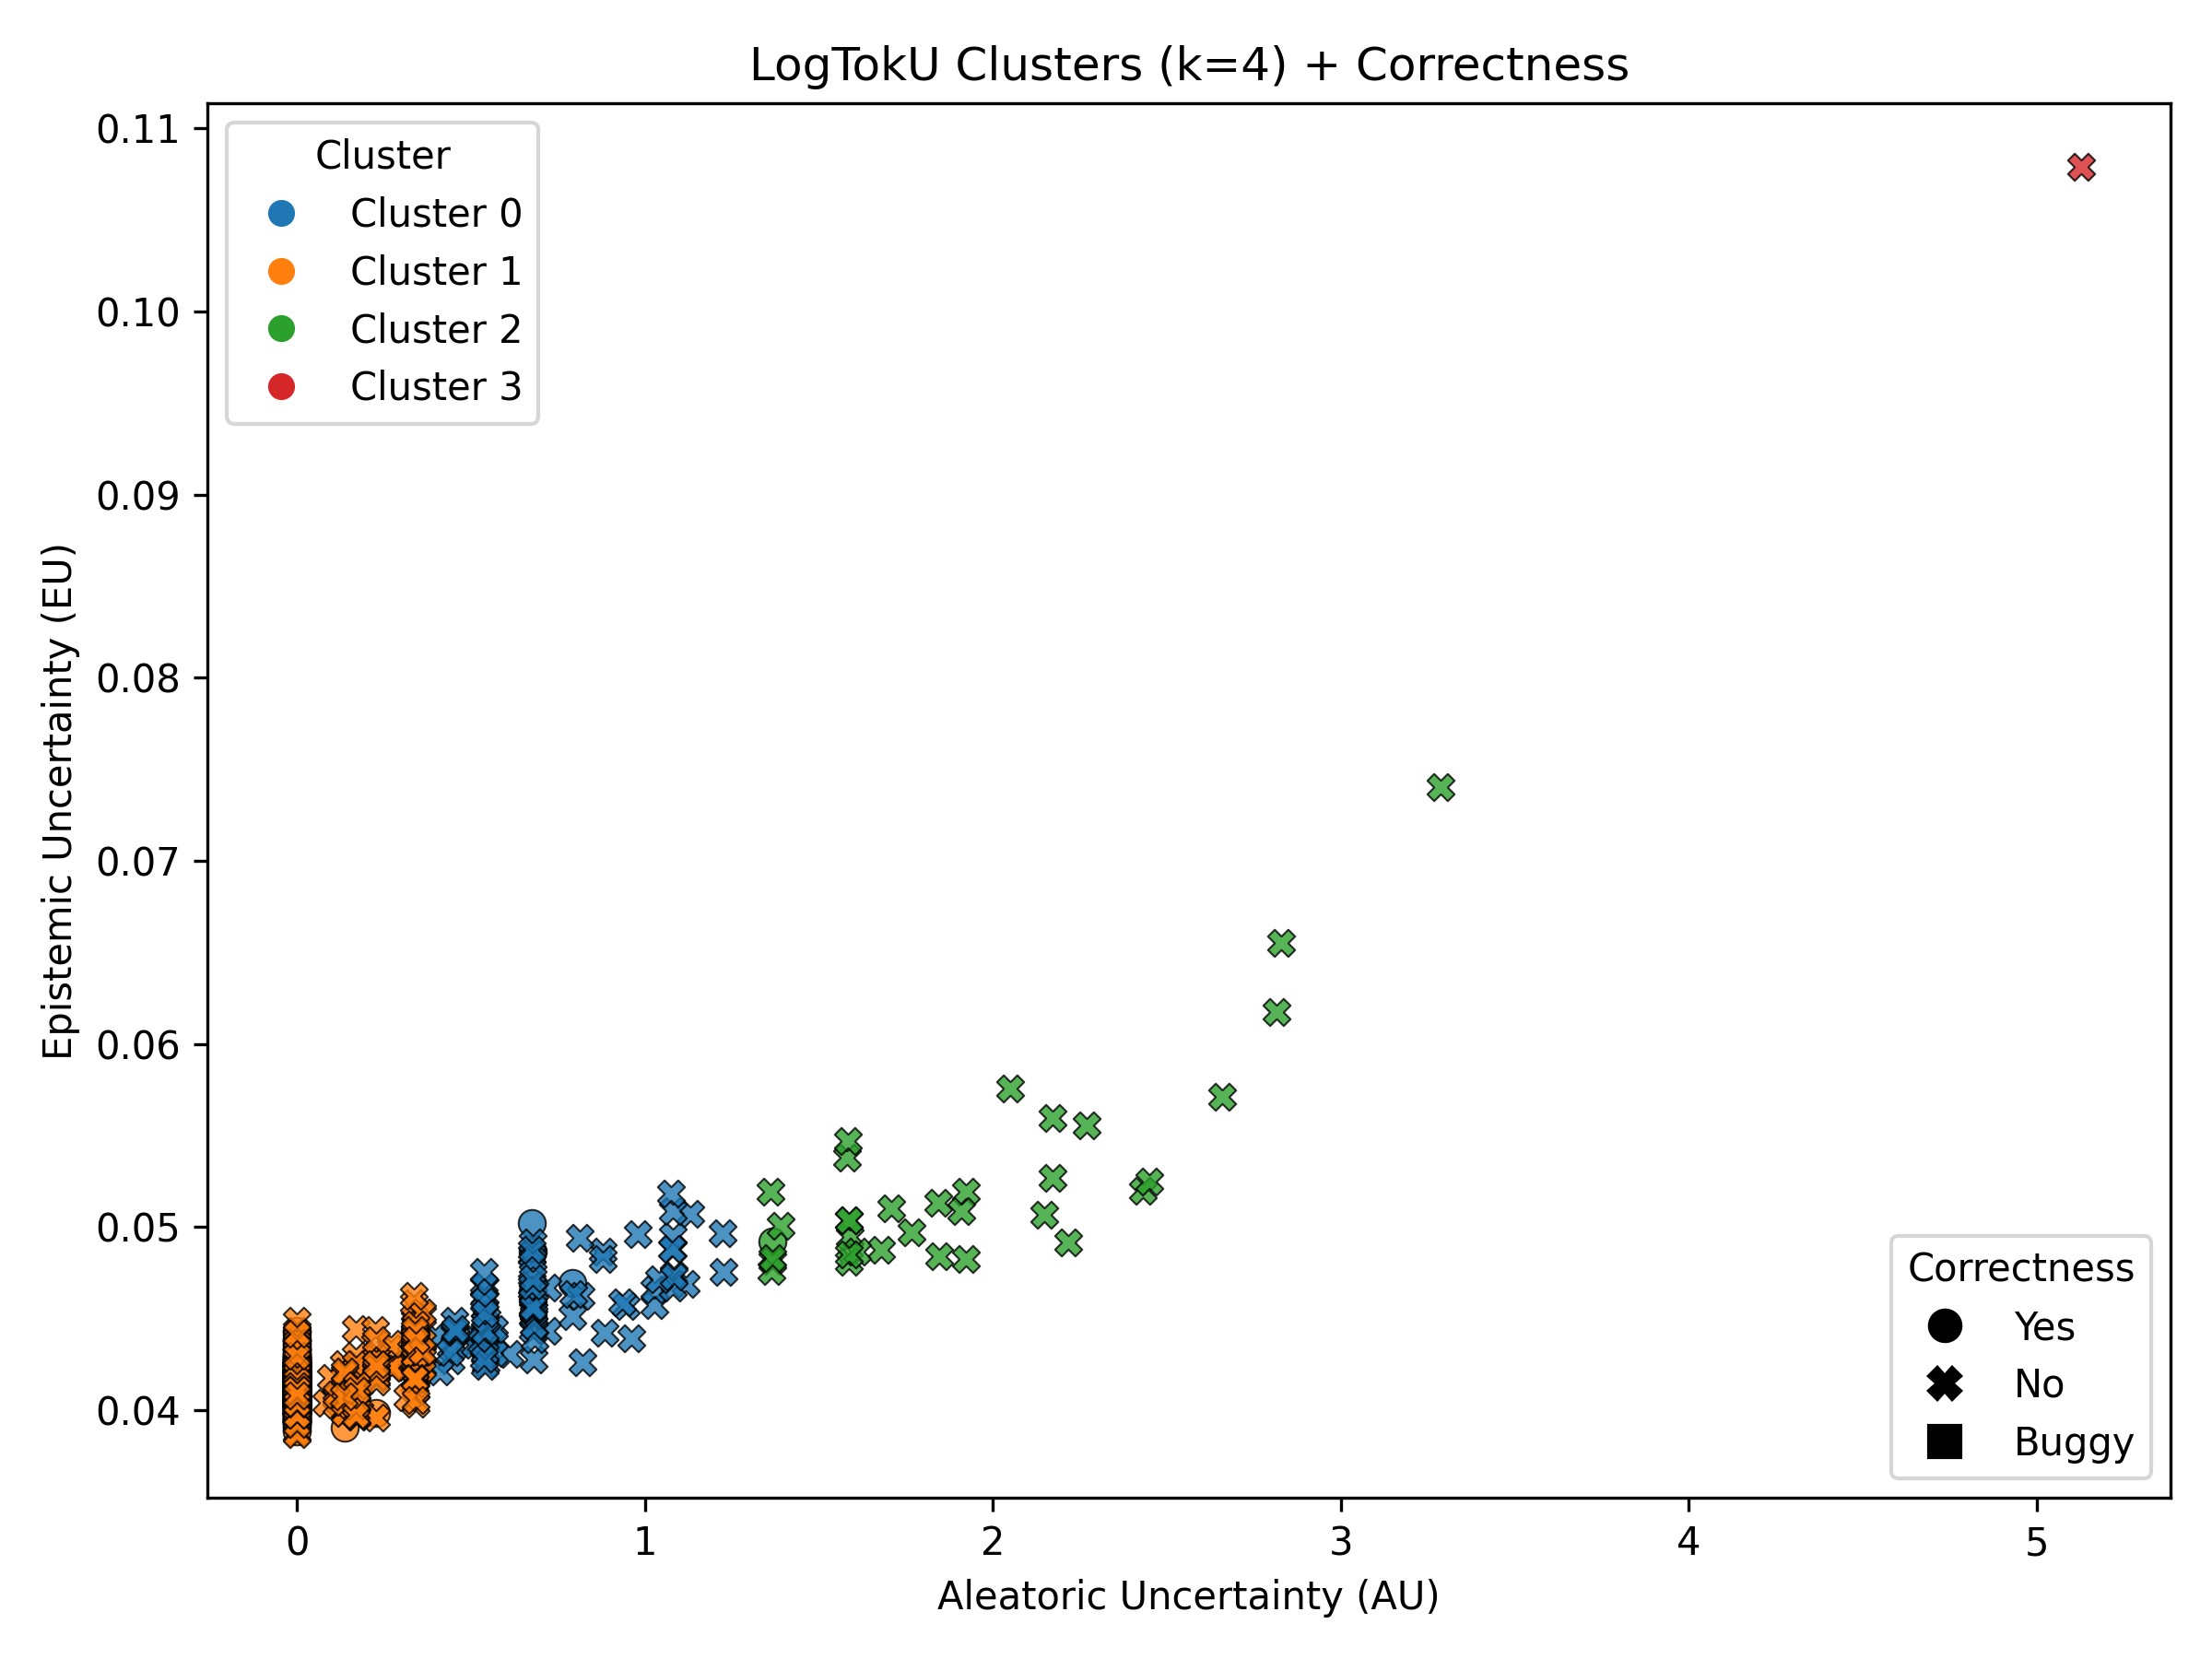 LogTokU Clusters (k=4) + Correctness
Cluster
Cluster 0
Cluster 1
Cluster 2
Cluster 3
0.11
0.10
0.09
0.08
0.07
0.06
0.05
0.04
Epistemic Uncertainty (EU)
Correctness
Yes
No
Buggy
0 1 2 3 4 5
Aleatoric Uncertainty (AU)